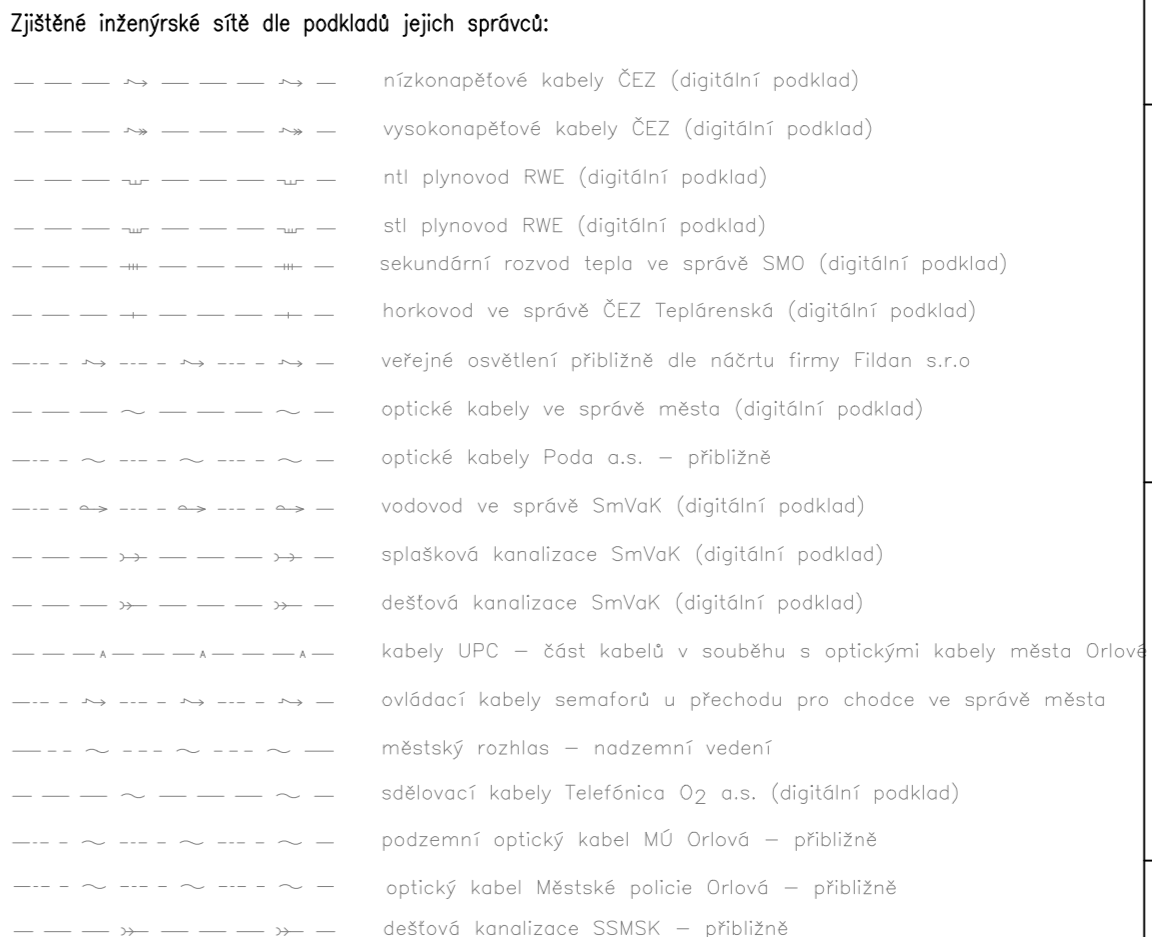 Zjištěné inženýrské sítě dle podkladů jejich správců:
nízkonapěťové kabely ČEZ (digitální podklad)
vysokonapěťové kabely ČEZ (digitální podklad)
ntl plynovod RWE (digitální podklad)
stl plynovod RWE (digitální podklad)
sekundární rozvod tepla ve správě SMO (digitální podklad)
horkovod ve správě ČEZ Teplárenská (digitální podklad)
veřejné osvětlení přibližně dle náčrtu firmy Fildan s.r.o
optické kabely ve správě města (digitální podklad)
optické kabely Poda a.s. – přibližně
vodovod ve správě SmVaK (digitální podklad)
splašková kanalizace SmVaK (digitální podklad)
dešťová kanalizace SmVaK (digitální podklad)
A A A kabely UPC – část kabelů v souběhu s optickými kabely města Orlové
ovládací kabely semaforů u přechodu pro chodce ve správě města
městský rozhlas – nadzemní vedení
sdělovací kabely Telefónica O2 a.s. (digitální podklad)
podzemní optický kabel MÚ Orlová – přibližně
optický kabel Městské policie Orlová – přibližně
dešťová kanalizace SSMSK – přibližně